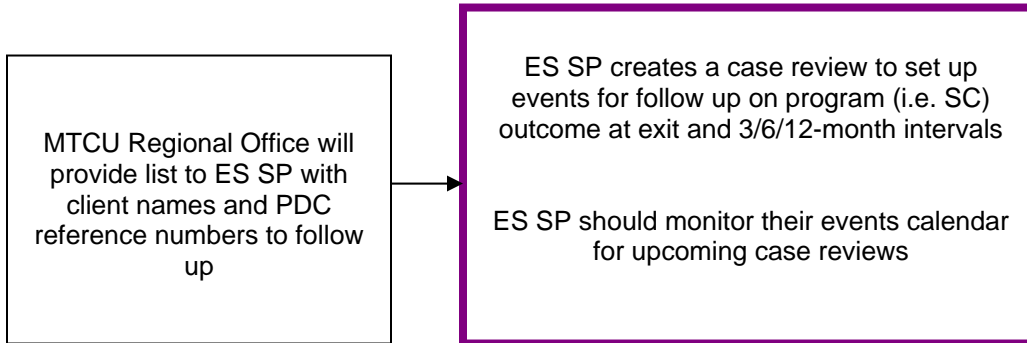 MTCU Regional Office will
provide list to ES SP with
client names and PDC
reference numbers to follow
up
ES SP creates a case review to set up
events for follow up on program (i.e. SC)
outcome at exit and 3/6/12-month intervals
ES SP should monitor their events calendar
for upcoming case reviews